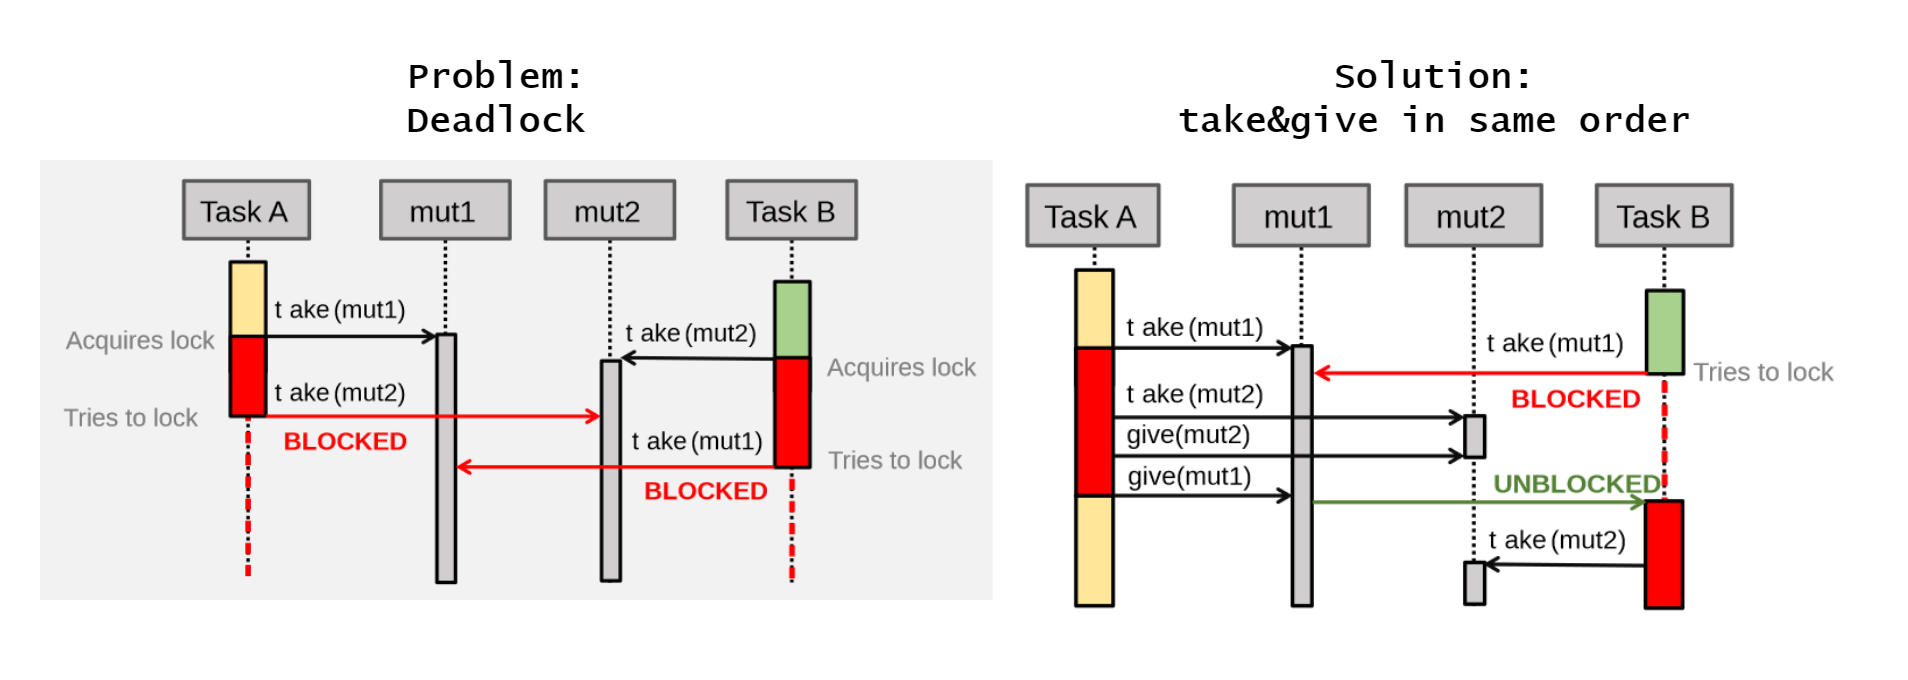 Problem:
Deadlock
Task A
mut1
mut2
Task B
t ake(mut1)
Acquires lock
t ake(mut2)
Acquires lock
t ake(mut2)
Tries to lock
BLOCKED
t ake(mut1)
Tries to lock
BLOCKED
Solution:
take&give in same order
Task A
mut1
mut2
Task B
t ake(mut1)
t ake(mut1)
Tries to lock
BLOCKED
t ake(mut2)
give(mut2)
give(mut1)
UNBLOCKED
t ake(mut2)